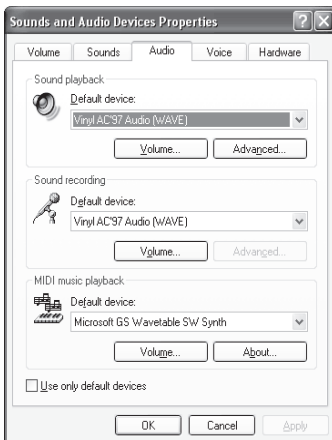 Sounds and Audio Devices Properties
Volume Sounds Audio Voice Hardware
Sound playback
Default device:
Vinyl AC'97 Audio (WAVE)
Volume... Advanced...
Sound recording
Default device:
Vinyl AC'97 Audio (WAVE)
Volume... Advanced...
MIDI music playback
Default device:
Microsoft GS Wavetable SW Synth
Volume... About...
Use only default devices
OK Cancel Apply